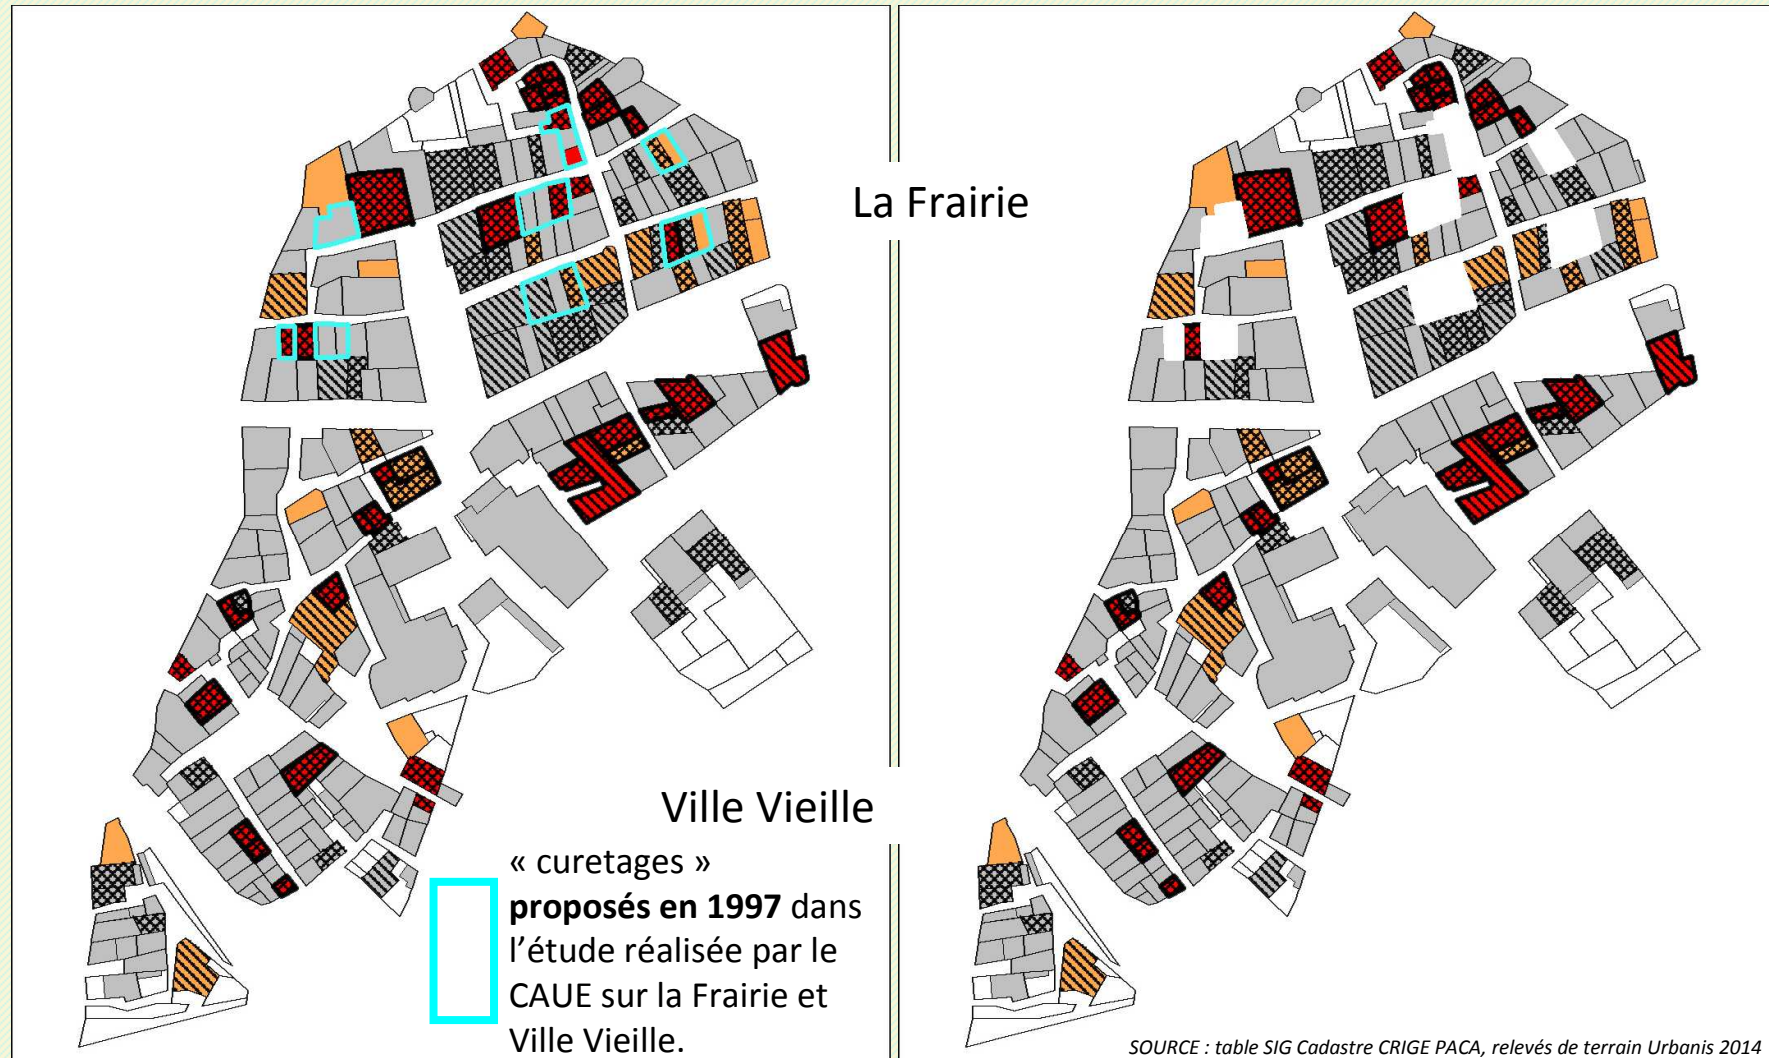 La Frairie
Ville Vieille
« curetages »
proposés en 1997 dans
l’étude réalisée par le
CAUE sur la Frairie et
Ville Vieille.
SOURCE : table SIG Cadastre CRIGE PACA, relevés de terrain Urbanis 2014